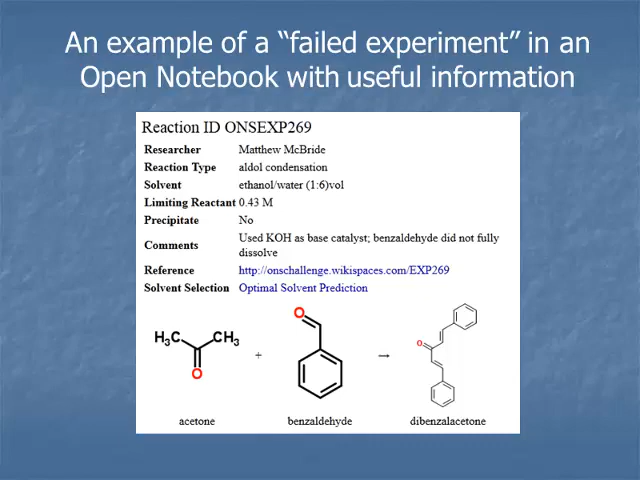 An example of a “failed experiment” in an
Open Notebook with useful information
Reaction ID ONSEXP269
Researcher Matthew McBride
Reaction Type aldol condensation
Solvent ethanol/water (1:6)vol
Limiting Reactant 0.43 M
Precipitate No
Comments Used KOH as base catalyst; benzaldehyde did not fully
dissolve
Reference http://onschallenge.wikispaces.com/EXP269
Solvent Selection Optimal Solvent Prediction
H₃C CH₃ O + O → O
acetone benzaldehyde dibenzalacetone